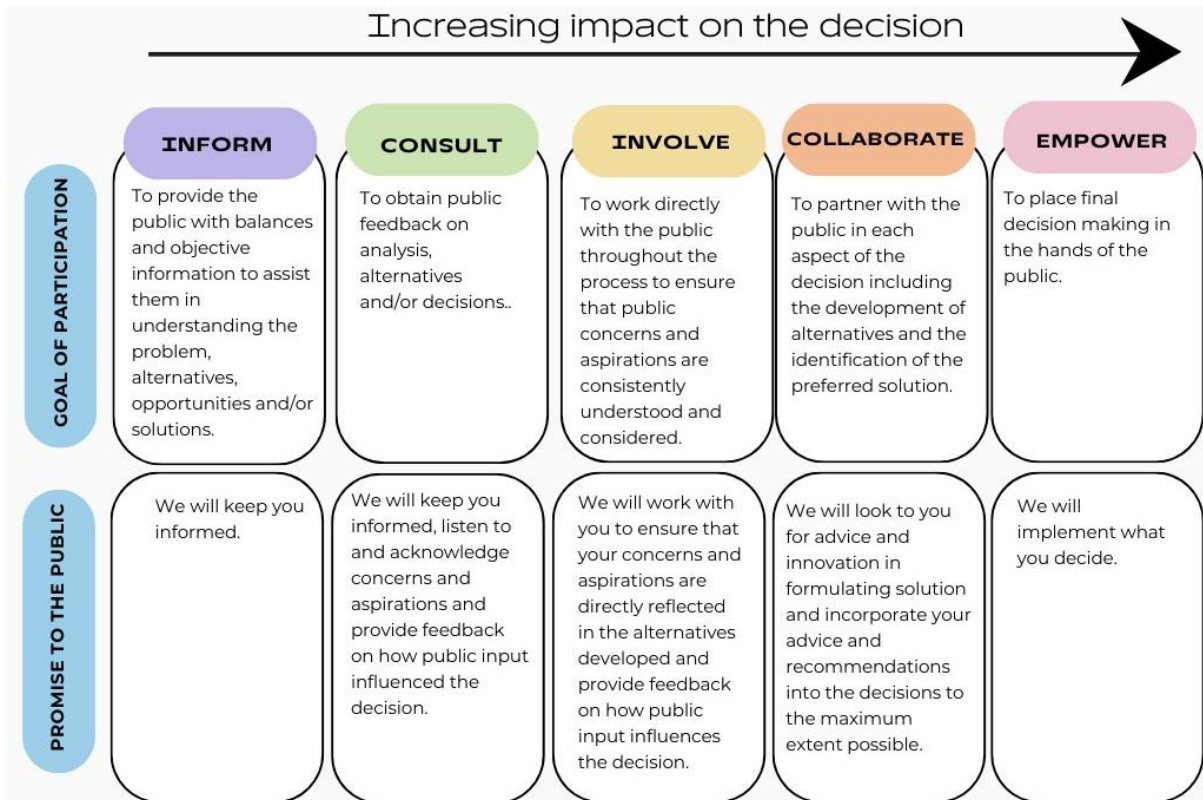 Increasing impact on the decision
INFORM
CONSULT
INVOLVE
COLLABORATE
EMPOWER
GOAL OF PARTICIPATION
To provide the
public with balances
and objective
information to assist
them in
understanding the
problem,
alternatives,
opportunities and/or
solutions.
To obtain public
feedback on
analysis,
alternatives
and/or decisions..
To work directly
with the public
throughout the
process to ensure
that public
concerns and
aspirations are
consistently
understood and
considered.
To partner with the
public in each
aspect of the
decision including
the development of
alternatives and the
identification of the
preferred solution.
To place final
decision making in
in the hands of the
public.
PROMISE TO THE PUBLIC
We will keep you
informed.
We will keep you
informed, listen to
and acknowledge
concerns and
aspirations and
provide feedback
on how public input
influenced the
decision.
We will work with
you to ensure that
your concerns and
aspirations are
directly reflected
in the alternatives
developed and
provide feedback
on how public
input influences
the decision.
We will look to you
for advice and
innovation in
formulating solution
and incorporate your
advice and
recommendations
into the decisions to
the maximum
extent possible.
We will
implement what
you decide.